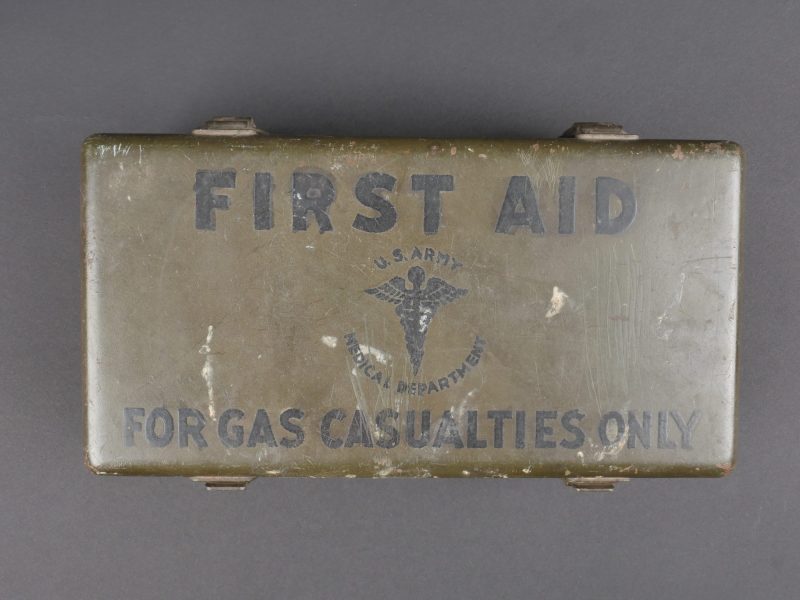 FIRST AID
U.S. ARMY
MEDICAL DEPARTMENT
FOR GAS CASUALTIES ONLY